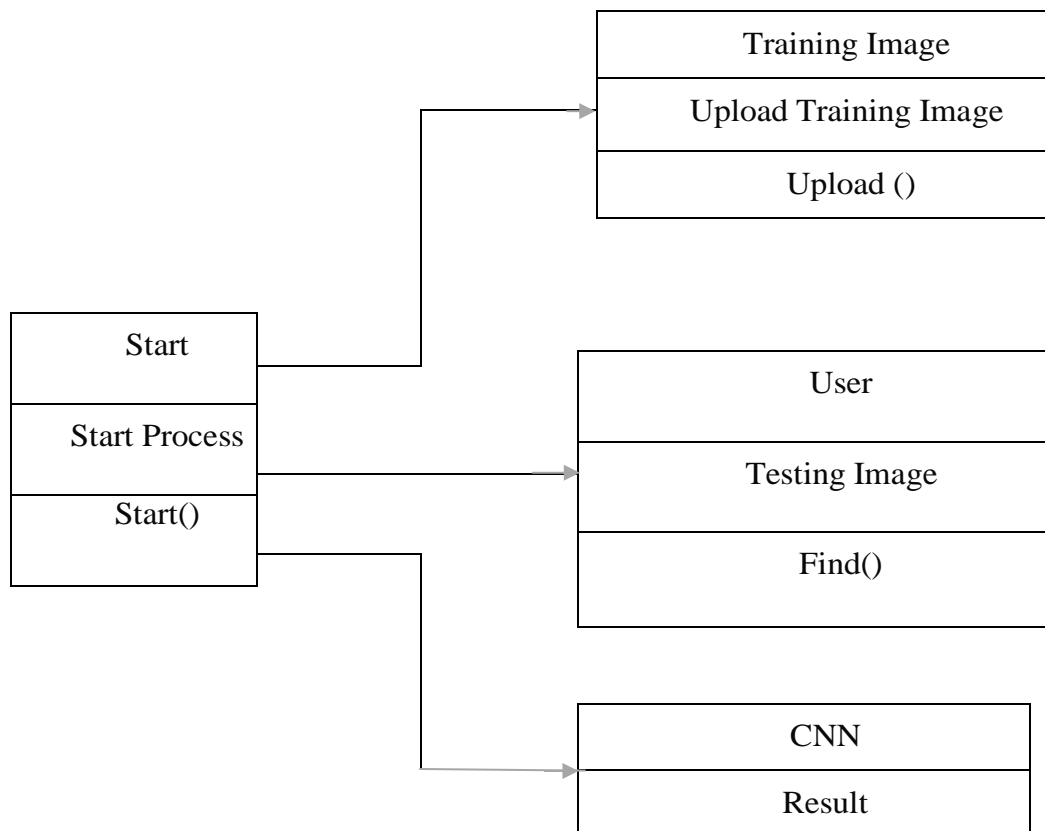 Training Image
Upload Training Image
Upload ()
Start
Start Process
Start()
User
Testing Image
Find()
CNN
Result